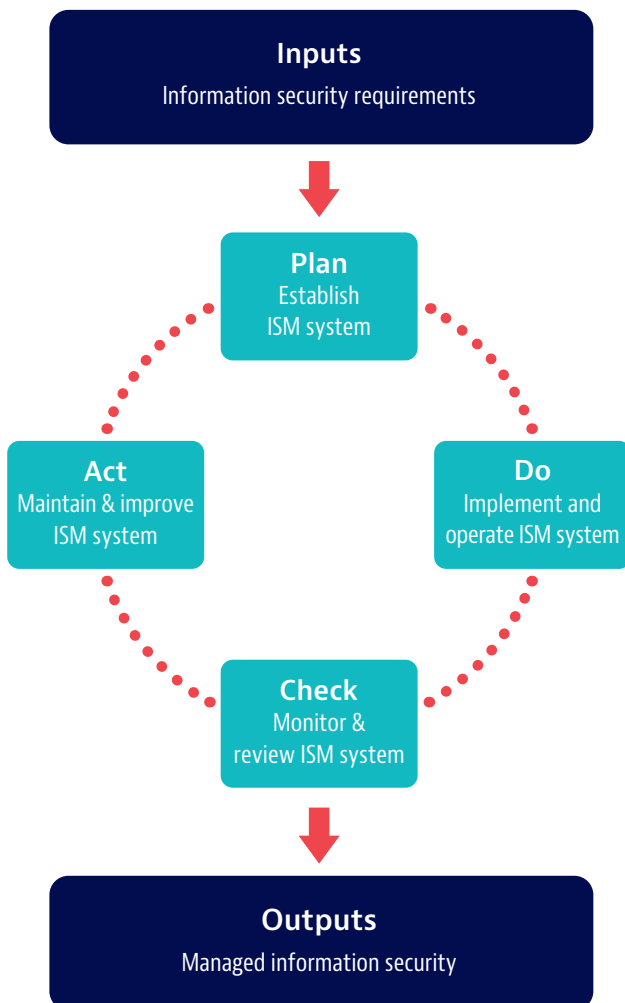 Inputs
Information security requirements
Plan
Establish
ISM system
Act
Maintain & improve
ISM system
Do
Implement and
operate ISM system
Check
Monitor &
review ISM system
Outputs
Managed information security